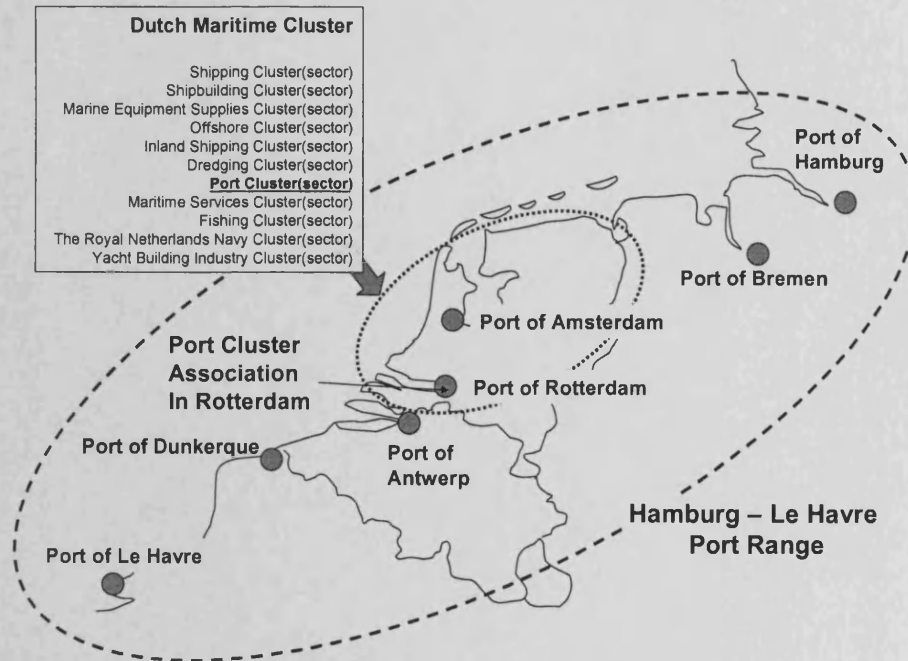 Dutch Maritime Cluster
Shipping Cluster(sector)
Shipbuilding Cluster(sector)
Marine Equipment Supplies Cluster(sector)
Offshore Cluster(sector)
Inland Shipping Cluster(sector)
Dredging Cluster(sector)
Port Cluster(sector)
Maritime Services Cluster(sector)
Fishing Cluster(sector)
The Royal Netherlands Navy Cluster(sector)
Yacht Building Industry Cluster(sector)
Port of
Hamburg
Port of Bremen
Port of Amsterdam
Port Cluster
Association
In Rotterdam
Port of Rotterdam
Port of Dunkerque
Port of
Antwerp
Hamburg – Le Havre
Port Range
Port of Le Havre